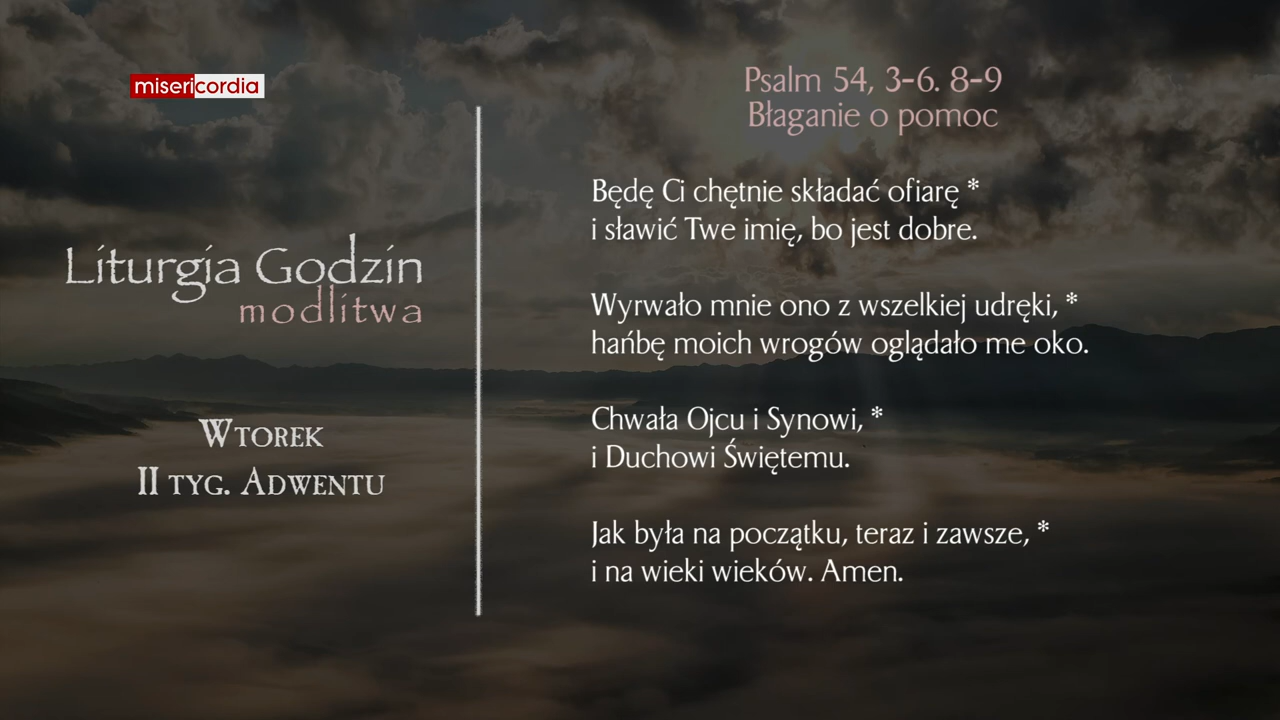 misericordia
Liturgia Godzin
modlitwa
Wtorek
II tyg. Adwentu
Psalm 54, 3-6. 8-9
Błaganie o pomoc
Będę Ci chętnie składać ofiarę *
i sławić Twe imię, bo jest dobre.
Wyrwało mnie ono z wszelkiej udręki, *
hańbę moich wrogów oglądało me oko.
Chwała Ojcu i Synowi, *
i Duchowi Świętemu.
Jak była na początku, teraz i zawsze, *
i na wieki wieków. Amen.